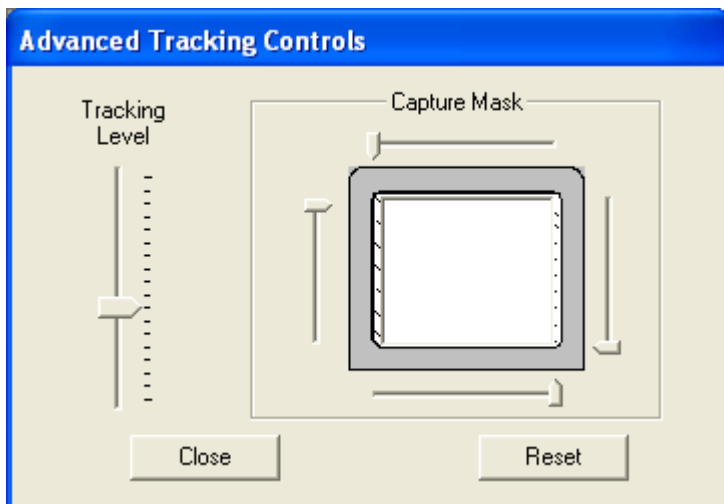 Advanced Tracking Controls
Tracking
Level
Capture Mask
Close
Reset